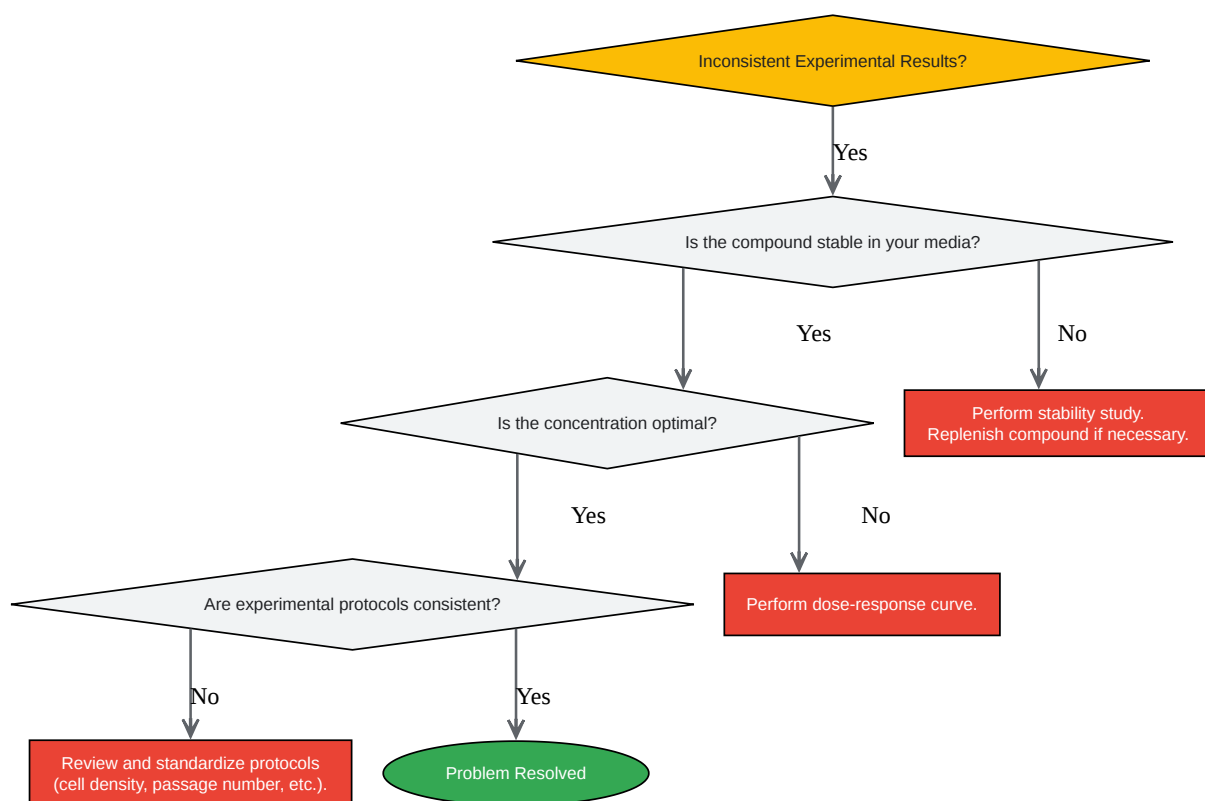 Inconsistent Experimental Results?
Yes
Is the compound stable in your media?
Yes
No
Is the concentration optimal?
Perform stability study.
Replenish compound if necessary.
Yes
No
Are experimental protocols consistent?
Perform dose-response curve.
No
Yes
Review and standardize protocols
(cell density, passage number, etc.).
Problem Resolved